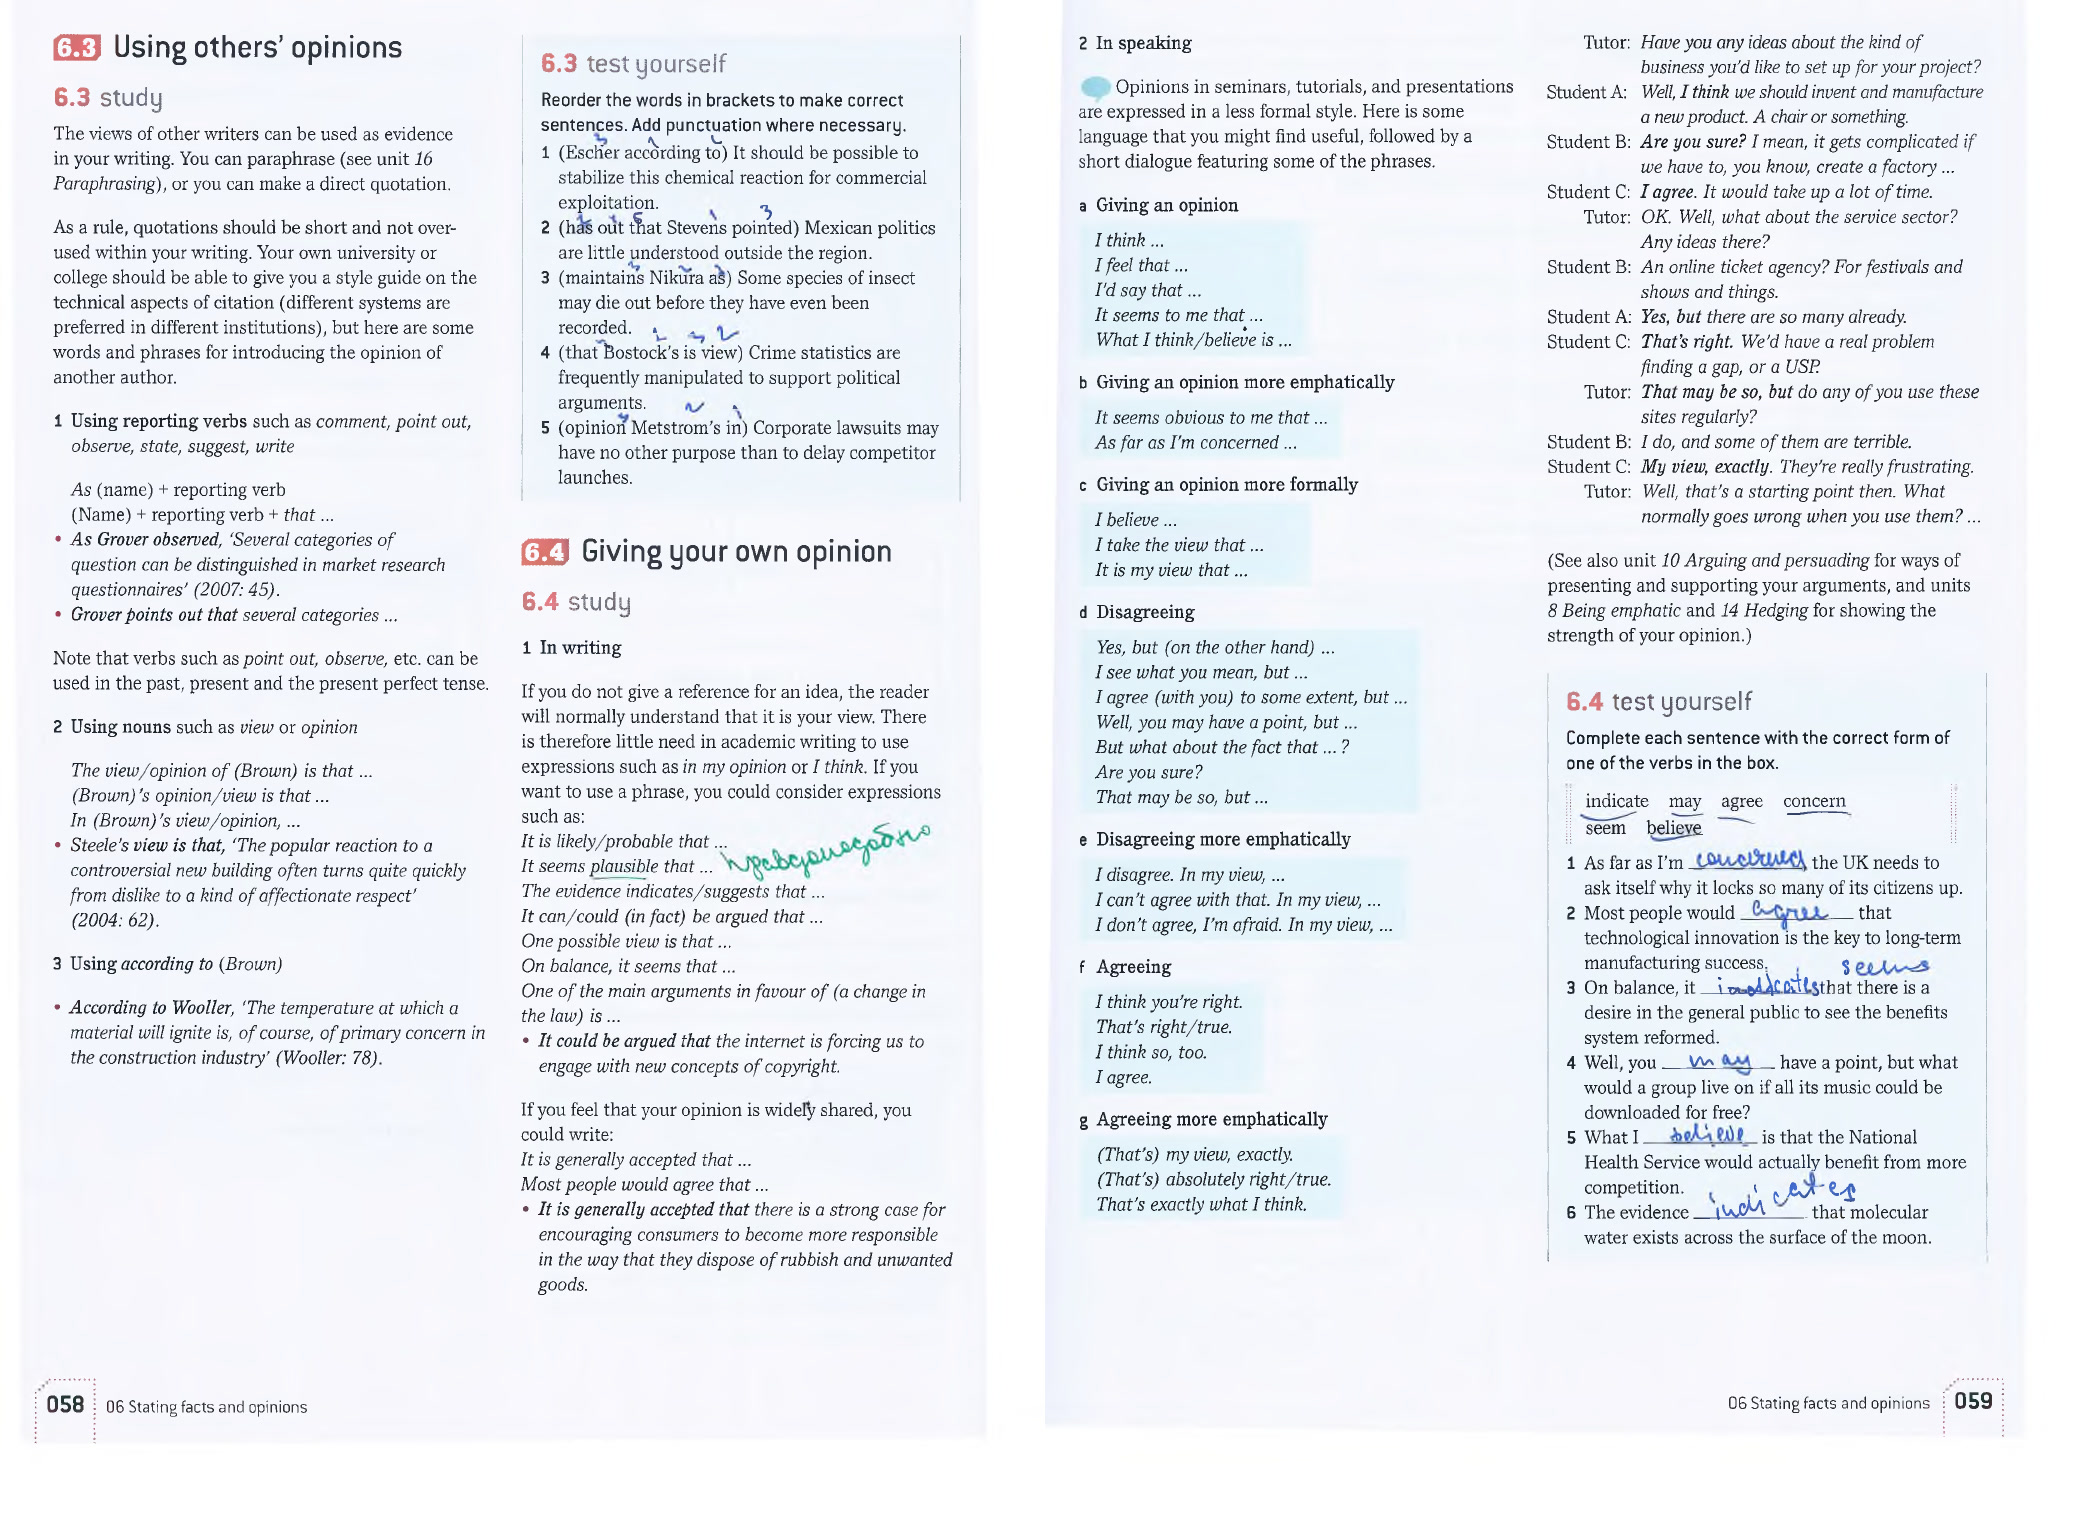 6.3 Using others' opinions
6.3 study
The views of other writers can be used as evidence
in your writing. You can paraphrase (see unit 16
Paraphrasing), or you can make a direct quotation.
As a rule, quotations should be short and not over-
used within your writing. Your own university or
college should be able to give you a style guide on the
technical aspects of citation (different systems are
preferred in different institutions), but here are some
words and phrases for introducing the opinion of
another author.
1 Using reporting verbs such as comment, point out,
observe, state, suggest, write
As (name) + reporting verb
(Name) + reporting verb + that ...
• As Grover observed, 'Several categories of
question can be distinguished in market research
questionnaires' (2007: 45).
• Grover points out that several categories ...
Note that verbs such as point out, observe, etc. can be
used in the past, present and the present perfect tense.
2 Using nouns such as view or opinion
The view/opinion of (Brown) is that ...
(Brown)'s opinion/view is that ...
In (Brown)'s view/opinion, ...
• Steele's view is that, 'The popular reaction to a
controversial new building often turns quite quickly
from dislike to a kind of affectionate respect'
(2004: 62).
3 Using according to (Brown)
• According to Wooller, 'The temperature at which a
material will ignite is, of course, of primary concern in
the construction industry' (Wooller: 78).
058 06 Stating facts and opinions
6.3 test yourself
Reorder the words in brackets to make correct
sentences. Add punctuation where necessary.
1 (Escher according to) It should be possible to
stabilize this chemical reaction for commercial
exploitation.
2 (has out that Stevens pointed) Mexican politics
are little understood outside the region.
3 (maintains Nikura as) Some species of insect
may die out before they have even been
recorded.
4 (that Bostock's is view) Crime statistics are
frequently manipulated to support political
arguments.
5 (opinion Metstrom's in) Corporate lawsuits may
have no other purpose than to delay competitor
launches.
6.4 Giving your own opinion
6.4 study
1 In writing
If you do not give a reference for an idea, the reader
will normally understand that it is your view. There
is therefore little need in academic writing to use
expressions such as in my opinion or I think. If you
want to use a phrase, you could consider expressions
such as:
It is likely/probable that ...
It seems plausible that ... правдоподобно
The evidence indicates/suggests that ...
It can/could (in fact) be argued that ...
One possible view is that ...
On balance, it seems that ...
One of the main arguments in favour of (a change in
the law) is ...
• It could be argued that the internet is forcing us to
engage with new concepts of copyright.
If you feel that your opinion is widely shared, you
could write:
It is generally accepted that ...
Most people would agree that ...
• It is generally accepted that there is a strong case for
encouraging consumers to become more responsible
in the way that they dispose of rubbish and unwanted
goods.
2 In speaking
Opinions in seminars, tutorials, and presentations
are expressed in a less formal style. Here is some
language that you might find useful, followed by a
short dialogue featuring some of the phrases.
a Giving an opinion
I think ...
I feel that ...
I'd say that ...
It seems to me that ...
What I think/believe is ...
b Giving an opinion more emphatically
It seems obvious to me that ...
As far as I'm concerned ...
c Giving an opinion more formally
I believe ...
I take the view that ...
It is my view that ...
d Disagreeing
Yes, but (on the other hand) ...
I see what you mean, but ...
I agree (with you) to some extent, but ...
Well, you may have a point, but ...
But what about the fact that ... ?
Are you sure?
That may be so, but ...
e Disagreeing more emphatically
I disagree. In my view, ...
I can't agree with that. In my view, ...
I don't agree, I'm afraid. In my view, ...
f Agreeing
I think you're right.
That's right/true.
I think so, too.
I agree.
g Agreeing more emphatically
(That's) my view, exactly.
(That's) absolutely right/true.
That's exactly what I think.
Tutor: Have you any ideas about the kind of
business you'd like to set up for your project?
Student A: Well, I think we should invent and manufacture
a new product. A chair or something.
Student B: Are you sure? I mean, it gets complicated if
we have to, you know, create a factory ...
Student C: I agree. It would take up a lot of time.
Tutor: OK. Well, what about the service sector?
Any ideas there?
Student B: An online ticket agency? For festivals and
shows and things.
Student A: Yes, but there are so many already.
Student C: That's right. We'd have a real problem
finding a gap, or a USP.
Tutor: That may be so, but do any of you use these
sites regularly?
Student B: I do, and some of them are terrible.
Student C: My view, exactly. They're really frustrating.
Tutor: Well, that's a starting point then. What
normally goes wrong when you use them? ...
(See also unit 10 Arguing and persuading for ways of
presenting and supporting your arguments, and units
8 Being emphatic and 14 Hedging for showing the
strength of your opinion.)
6.4 test yourself
Complete each sentence with the correct form of
one of the verbs in the box.
indicate may agree concern
seem believe
1 As far as I'm concerned the UK needs to
ask itself why it locks so many of its citizens up.
2 Most people would agree that
technological innovation is the key to long-term
manufacturing success. seems
3 On balance, it indicates that there is a
desire in the general public to see the benefits
system reformed.
4 Well, you may have a point, but what
would a group live on if all its music could be
downloaded for free?
5 What I believe is that the National
Health Service would actually benefit from more
competition.
6 The evidence indicates that molecular
water exists across the surface of the moon.
06 Stating facts and opinions 059